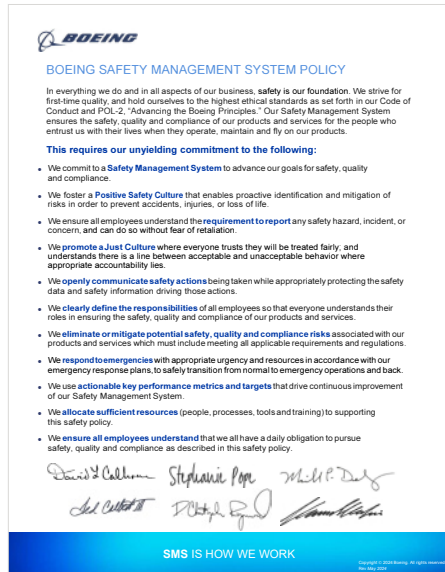 BOEING
BOEING SAFETY MANAGEMENT SYSTEM POLICY
In everything we do and in all aspects of our business, safety is our foundation. We strive for
first-time quality, and hold ourselves to the highest ethical standards as set forth in our Code of
Conduct and POL-2, “Advancing the Boeing Principles.” Our Safety Management System
ensures the safety, quality and compliance of our products and services for the people who
entrust us with their lives when they operate, maintain and fly on our products.
This requires our unyielding commitment to the following:
• We commit to a Safety Management System to advance our goals for safety, quality
and compliance.
• We foster a Positive Safety Culture that enables proactive identification and mitigation of
risks in order to prevent accidents, injuries, or loss of life.
• We ensure all employees understand the requirement to report any safety hazard, incident, or
concern, and can do so without fear of retaliation.
• We promote a Just Culture where everyone trusts they will be treated fairly; and
understands there is a line between acceptable and unacceptable behavior where
appropriate accountability lies.
• We openly communicate safety actions being taken while appropriately protecting the safety
data and safety information driving those actions.
• We clearly define the responsibilities of all employees so that everyone understands their
roles in ensuring the safety, quality and compliance of our products and services.
• We eliminate or mitigate potential safety, quality and compliance risks associated with our
products and services which must include meeting all applicable requirements and regulations.
• We respond to emergencies with appropriate urgency and resources in accordance with our
emergency response plans, to safely transition from normal to emergency operations and back.
• We use actionable key performance metrics and targets that drive continuous improvement
of our Safety Management System.
• We allocate sufficient resources (people, processes, tools and training) to supporting
this safety policy.
• We ensure all employees understand that we all have a daily obligation to pursue
safety, quality and compliance as described in this safety policy.
David L Calhoun Stephanie Pope
SMS IS HOW WE WORK
Copyright © 2024 Boeing. All rights reserved.
Rev May 2024